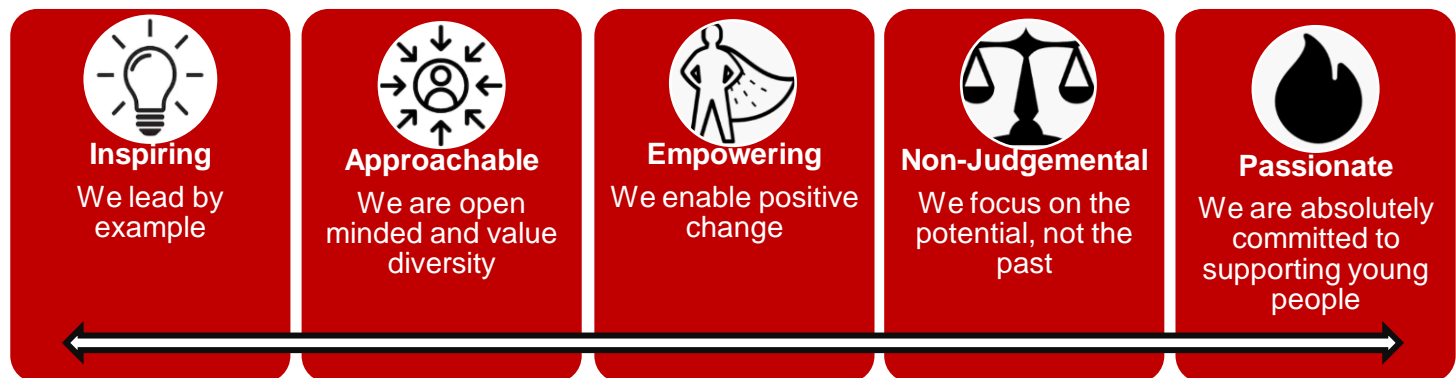 Inspiring
We lead by
example
Approachable
We are open
minded and value
diversity
Empowering
We enable positive
change
Non-Judgemental
We focus on the
potential, not the
past
Passionate
We are absolutely
committed to
supporting young
people